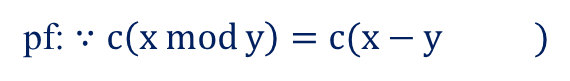 pf: ∵ c(x mod y) = c(x − y )